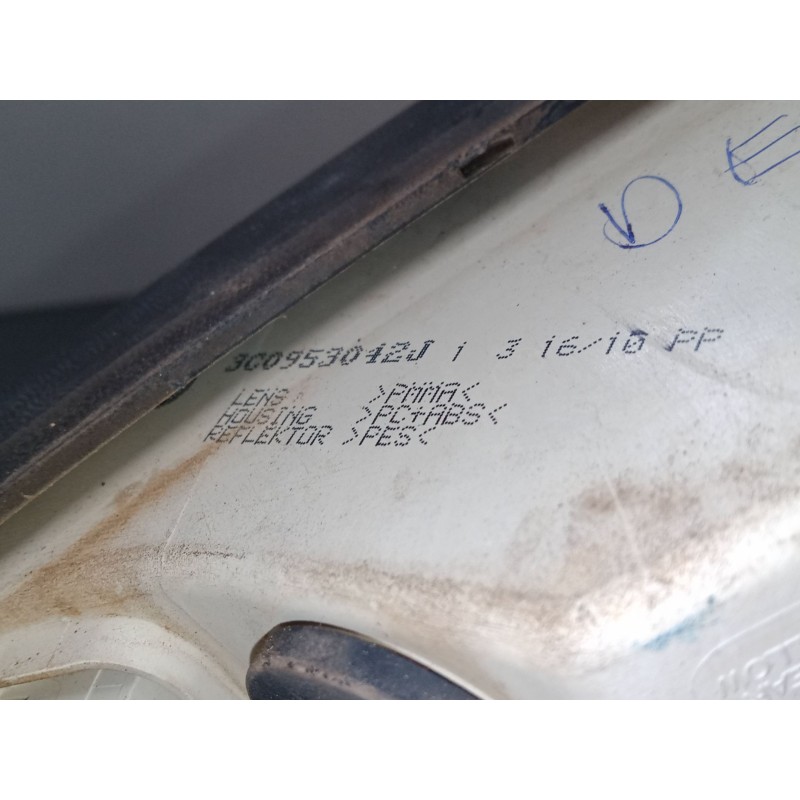 3C0953042J 1 3 16/10 PP
LENS >PMMA<
HOUSING >PC+ABS<
REFLEKTOR >PES<